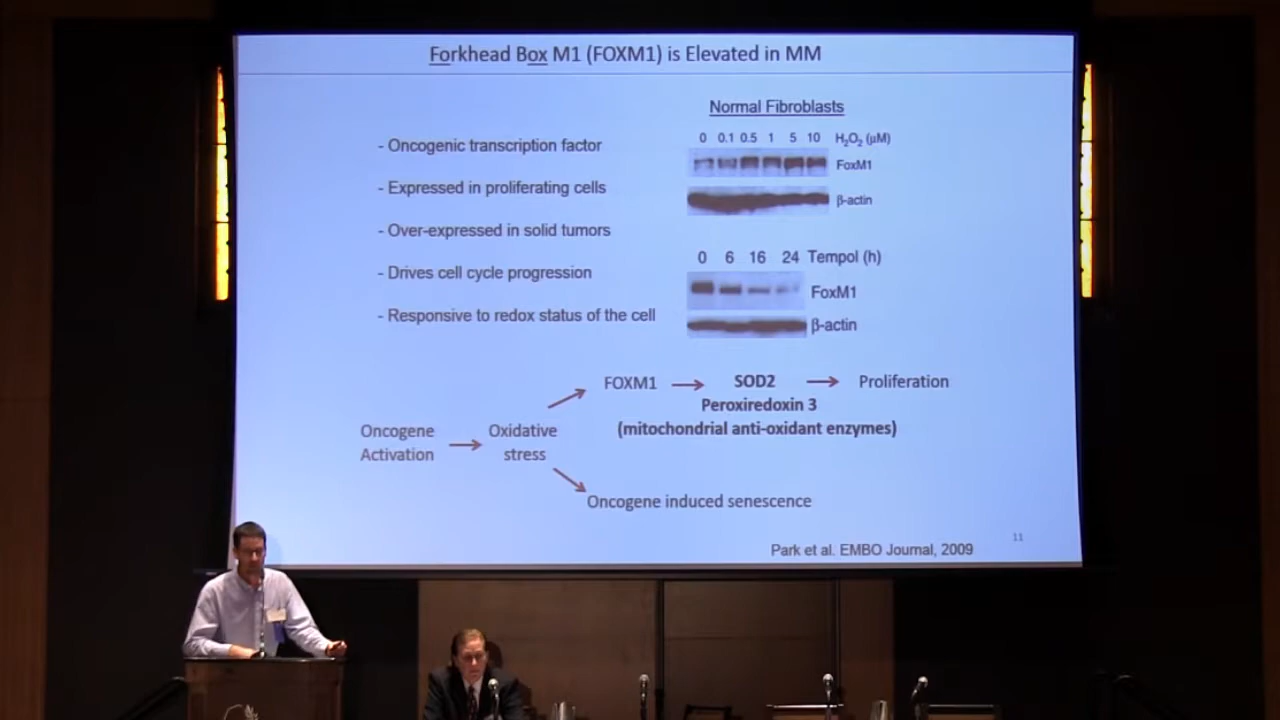 Forkhead Box M1 (FOXM1) is Elevated in MM
- Oncogenic transcription factor
- Expressed in proliferating cells
- Over-expressed in solid tumors
- Drives cell cycle progression
- Responsive to redox status of the cell
Normal Fibroblasts
0 0.1 0.5 1 5 10 H₂O₂ (μM)
FoxM1
β-actin
0 6 16 24 Tempol (h)
FoxM1
β-actin
FOXM1 → SOD2 → Proliferation
Peroxiredoxin 3
(mitochondrial anti-oxidant enzymes)
Oncogene → Oxidative
Activation stress
Oncogene induced senescence
Park et al. EMBO Journal, 2009
11